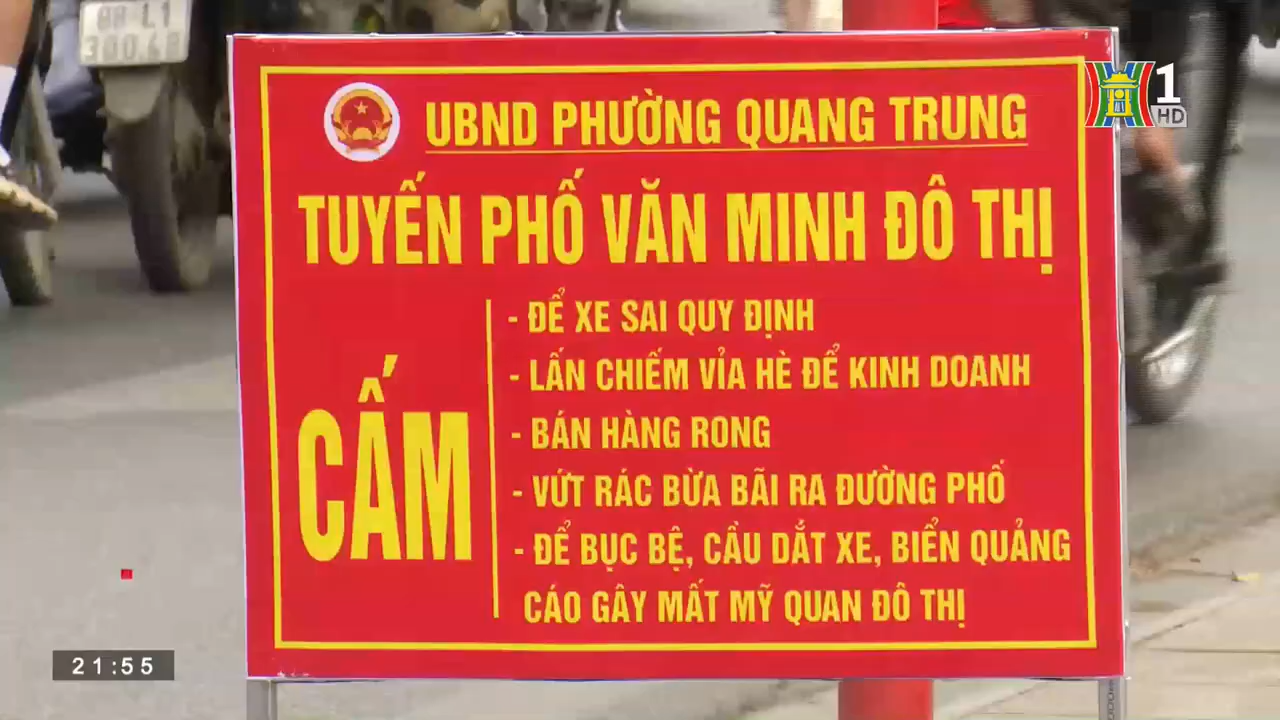 UBND PHƯỜNG QUANG TRUNG
TUYẾN PHỐ VĂN MINH ĐÔ THỊ
CẤM
- ĐỂ XE SAI QUY ĐỊNH
- LẤN CHIẾM VỈA HÈ ĐỂ KINH DOANH
- BÁN HÀNG RONG
- VỨT RÁC BỪA BÃI RA ĐƯỜNG PHỐ
- ĐỂ BỤC BỆ, CẦU DẮT XE, BIỂN QUẢNG
CÁO GÂY MẤT MỸ QUAN ĐÔ THỊ
1
HD
21:55